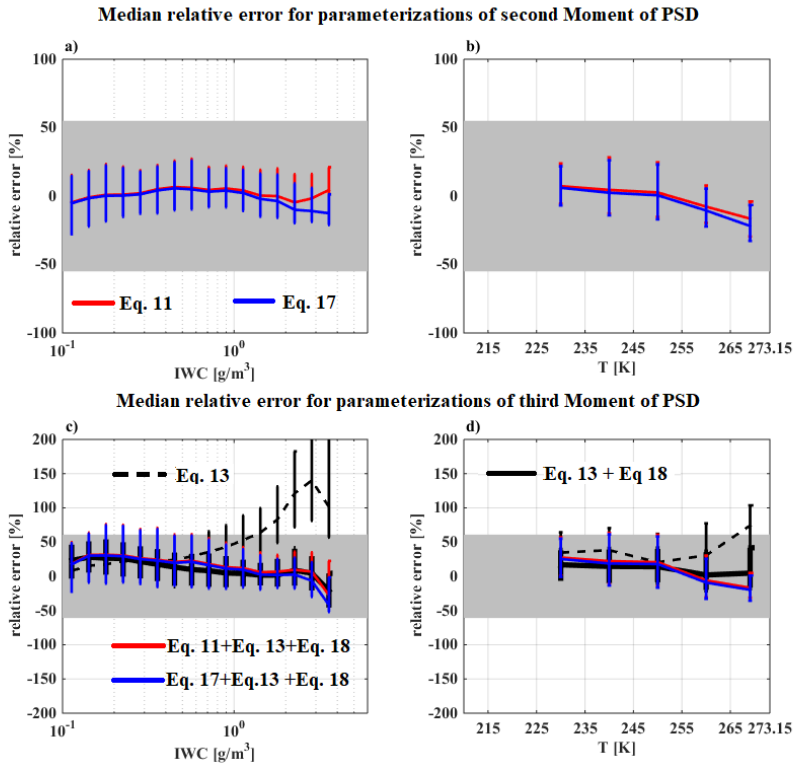 Median relative error for parameterizations of second Moment of PSD
a)
b)
100
50
0
-50
-100
relative error [%]
Eq. 11
Eq. 17
10^-1
10^0
IWC [g/m^3]
100
50
0
-50
-100
relative error [%]
215
225
235
245
255
265
273.15
T [K]
Median relative error for parameterizations of third Moment of PSD
c)
d)
200
150
100
50
0
-50
-100
-150
-200
relative error [%]
Eq. 13
Eq. 11+Eq. 13+Eq. 18
Eq. 17+Eq.13 +Eq. 18
10^-1
10^0
IWC [g/m^3]
200
150
100
50
0
-50
-100
-150
-200
relative error [%]
Eq. 13 + Eq 18
215
225
235
245
255
265
273.15
T [K]